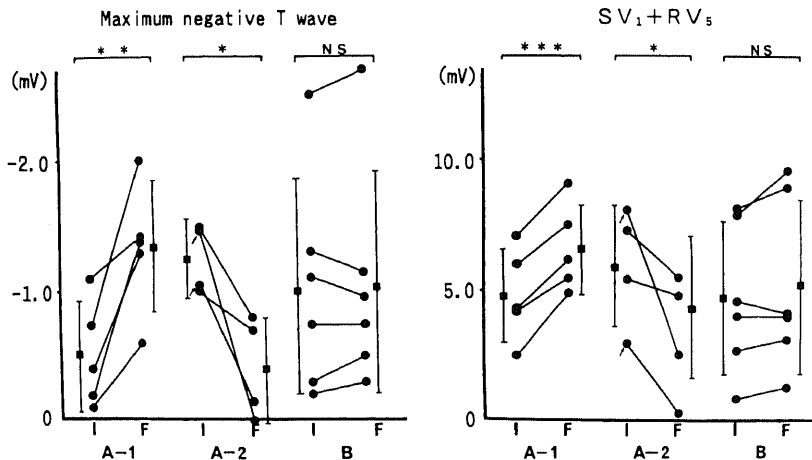 Maximum negative T wave
SV₁+RV₅
* * * NS
* * * * NS
(mV) (mV)
-2.0 10.0
-1.0 5.0
0 0
I F I F I F I F I F I F
A-1 A-2 B A-1 A-2 B